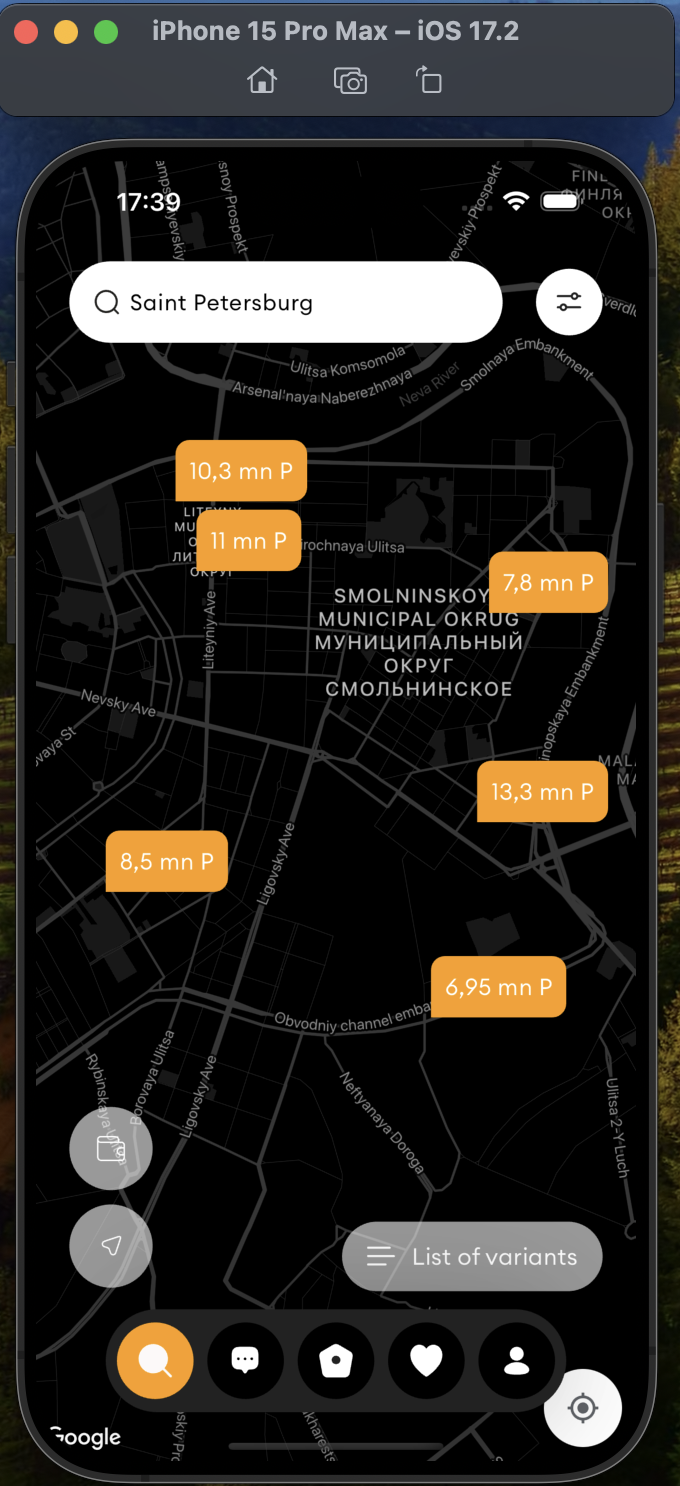 iPhone 15 Pro Max – iOS 17.2
17:39
Saint Petersburg
Ulitsa Komsomola
Arsenal'naya Naberezhnaya
Neva River
Smolnaya Embankment
10,3 mn P
11 mn P
7,8 mn P
SMOLNINSKOY
MUNICIPAL OKRUG
МУНИЦИПАЛЬНЫЙ
ОКРУГ
СМОЛЬНИНСКОЕ
Liteyniy Ave
Nevsky Ave
13,3 mn P
8,5 mn P
Ligovsky Ave
6,95 mn P
Obvodniy channel emba
Borovaya Ulitsa
Ligovsky Ave
Rybinskaya Ulitsa
Neftyanaya Doroga
Ulitsa 2-Y Luch
List of variants
Google